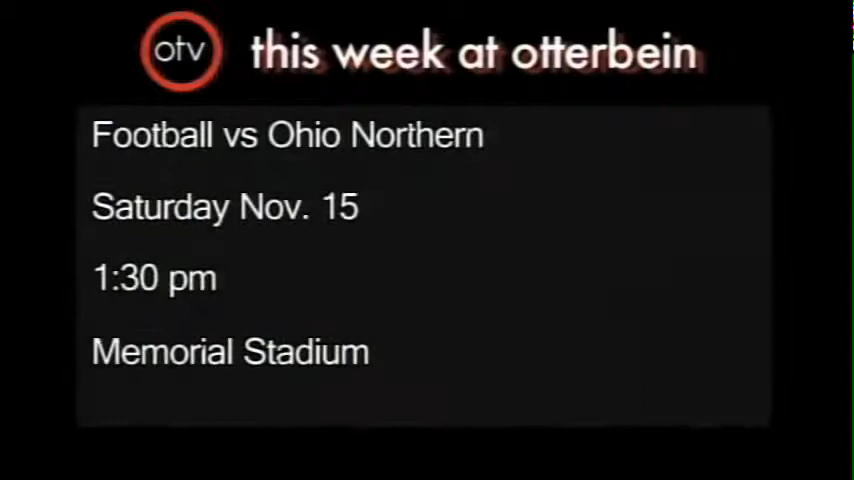 otv this week at otterbein
Football vs Ohio Northern
Saturday Nov. 15
1:30 pm
Memorial Stadium